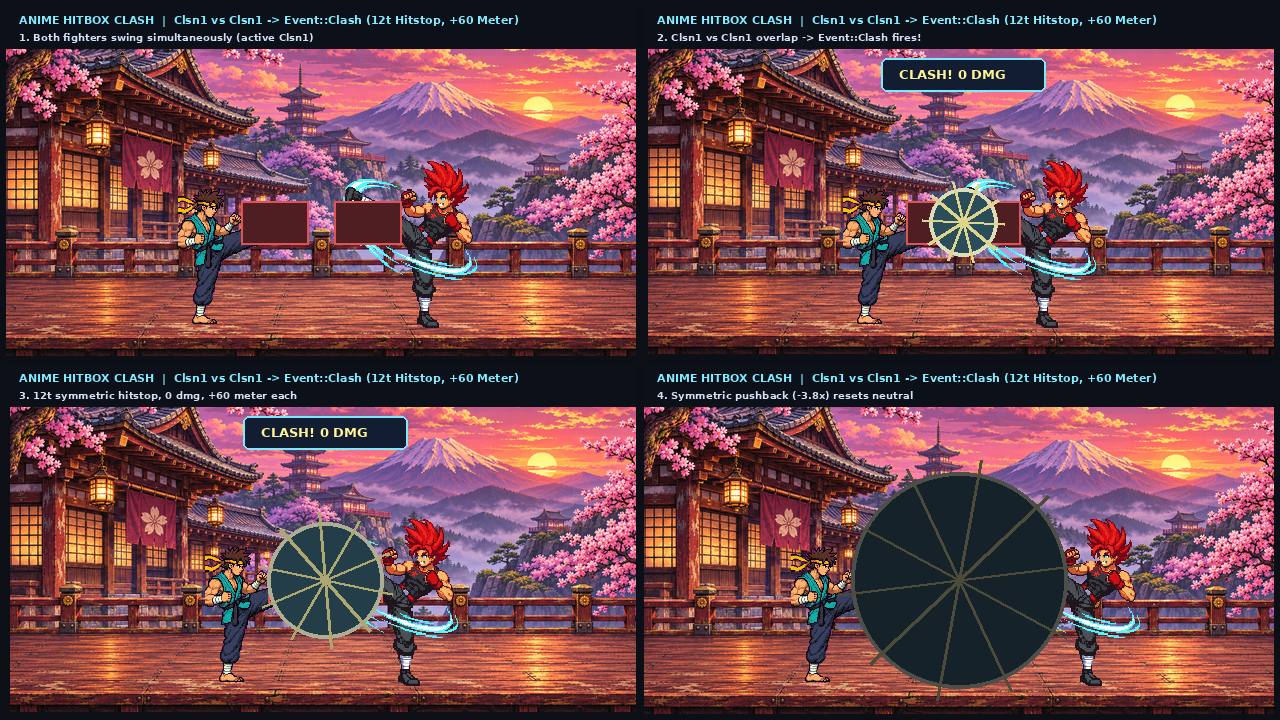 ANIME HITBOX CLASH | Clsn1 vs Clsn1 -> Event::Clash (12t Hitstop, +60 Meter)
1. Both fighters swing simultaneously (active Clsn1)
ANIME HITBOX CLASH | Clsn1 vs Clsn1 -> Event::Clash (12t Hitstop, +60 Meter)
2. Clsn1 vs Clsn1 overlap -> Event::Clash fires!
CLASH! 0 DMG
ANIME HITBOX CLASH | Clsn1 vs Clsn1 -> Event::Clash (12t Hitstop, +60 Meter)
3. 12t symmetric hitstop, 0 dmg, +60 meter each
CLASH! 0 DMG
ANIME HITBOX CLASH | Clsn1 vs Clsn1 -> Event::Clash (12t Hitstop, +60 Meter)
4. Symmetric pushback (-3.8x) resets neutral